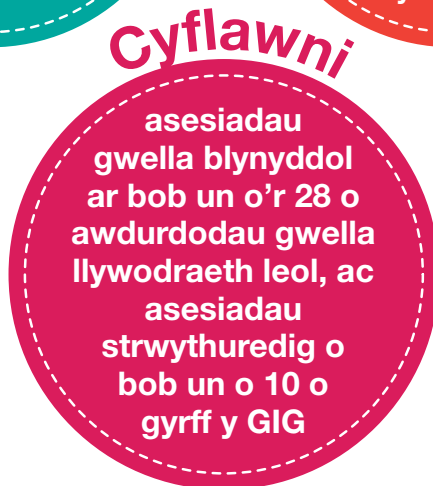 Cyflawni
asesiadau
gwella blynyddol
ar bob un o’r 28 o
awdurdodau gwella
llywodraeth leol, ac
asesiadau
strwythuredig o
bob un o 10 o
gyrff y GIG